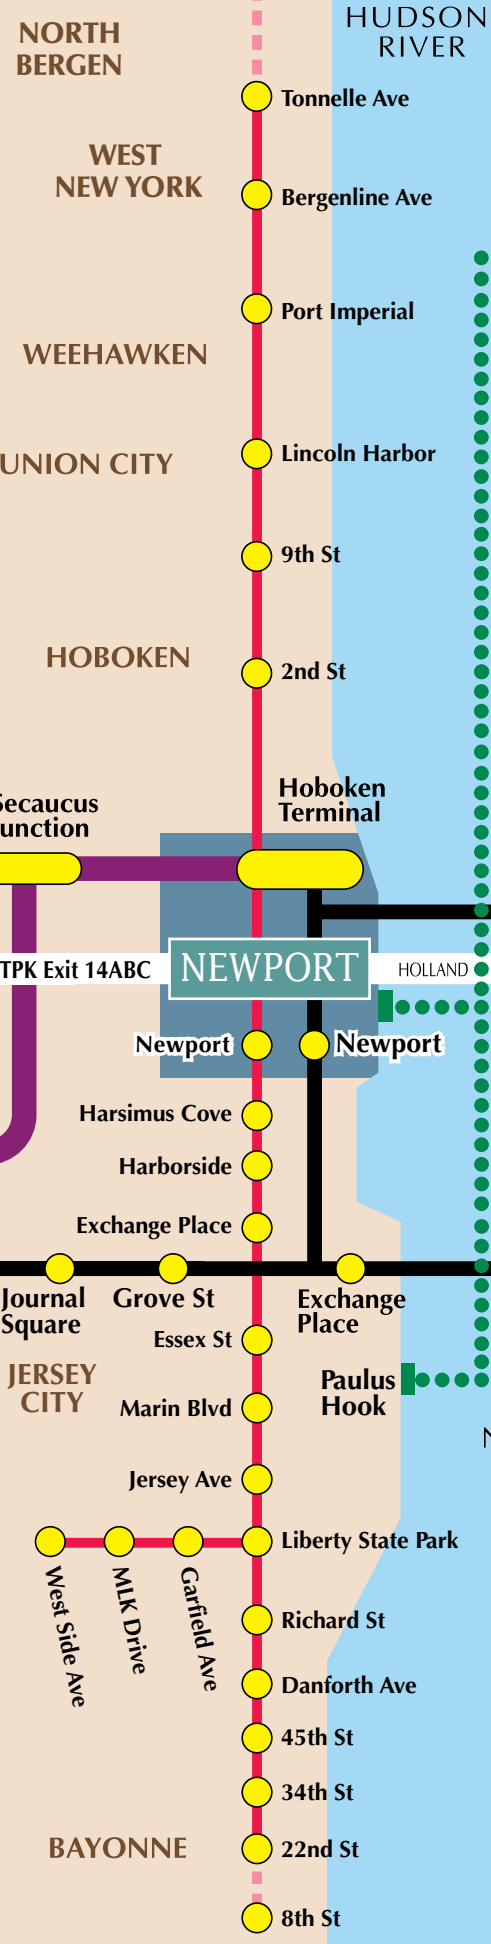 HUDSON
RIVER
NORTH
BERGEN
Tonnelle Ave
WEST
NEW YORK
Bergenline Ave
Port Imperial
WEEHAWKEN
Lincoln Harbor
UNION CITY
9th St
HOBOKEN
2nd St
Hoboken
Terminal
Secaucus
unction
TPK Exit 14ABC
NEWPORT
HOLLAND
Newport
Newport
Harsimus Cove
Harborside
Exchange Place
Journal
Square
Grove St
Exchange
Place
Essex St
JERSEY
CITY
Paulus
Hook
Marin Blvd
N
Jersey Ave
Liberty State Park
West Side Ave
MLK Drive
Garfield Ave
Richard St
Danforth Ave
45th St
34th St
BAYONNE
22nd St
8th St